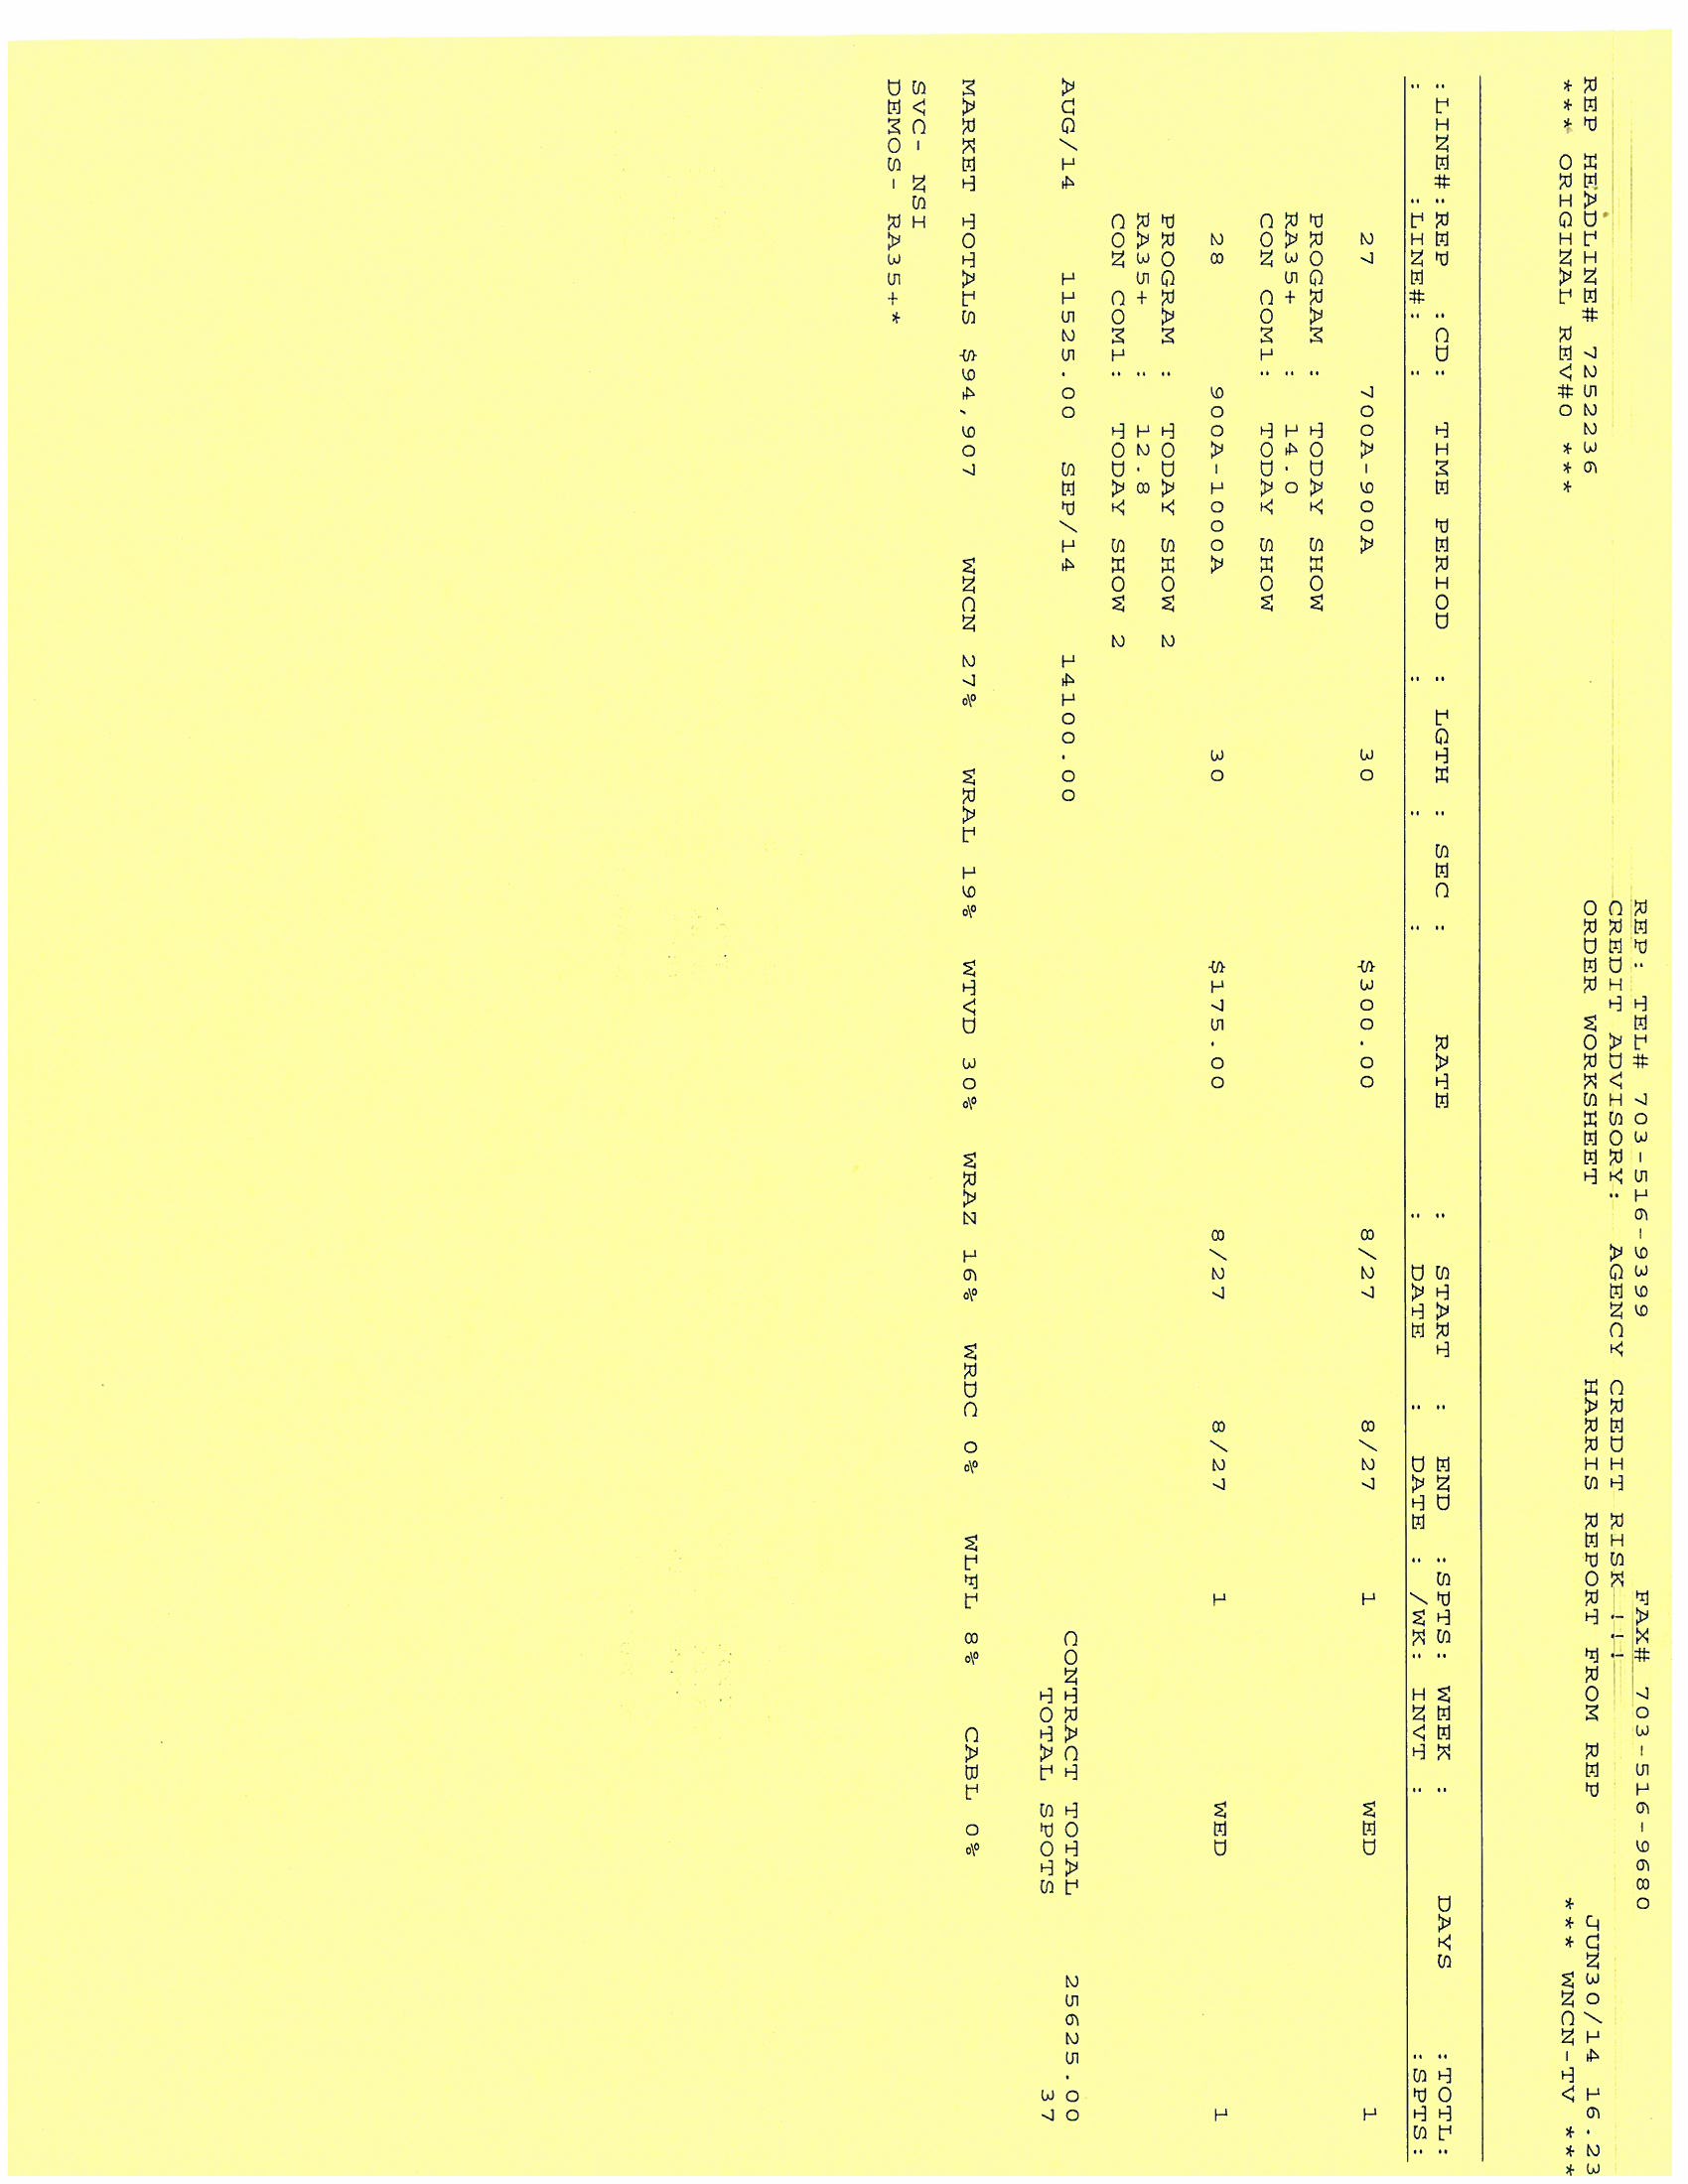 REP: TEL# 703-516-9399 FAX# 703-516-9680
CREDIT ADVISORY: AGENCY CREDIT RISK !!!
REP HEADLINE# 7252236 ORDER WORKSHEET HARRIS REPORT FROM REP JUN30/14 16.23
*** ORIGINAL REV#0 *** *** WNCN-TV ***
:LINE#:REP :CD: TIME PERIOD : LGTH : SEC : RATE : START : END :SPTS: WEEK : DAYS :TOTL:
: :LINE#: : : : : DATE : DATE : /WK: INVT : :SPTS:
27 700A-900A 30 $300.00 8/27 8/27 1 WED 1
PROGRAM : TODAY SHOW
RA35+ : 14.0
CON COM1: TODAY SHOW
28 900A-1000A 30 $175.00 8/27 8/27 1 WED 1
PROGRAM : TODAY SHOW 2
RA35+ : 12.8
CON COM1: TODAY SHOW 2
AUG/14 11525.00 SEP/14 14100.00 CONTRACT TOTAL 25625.00
TOTAL SPOTS 37
MARKET TOTALS $94,907 WNCN 27% WRAL 19% WTVD 30% WRAZ 16% WRDC 0% WLFL 8% CABL 0%
SVC- NSI
DEMOS- RA35+*